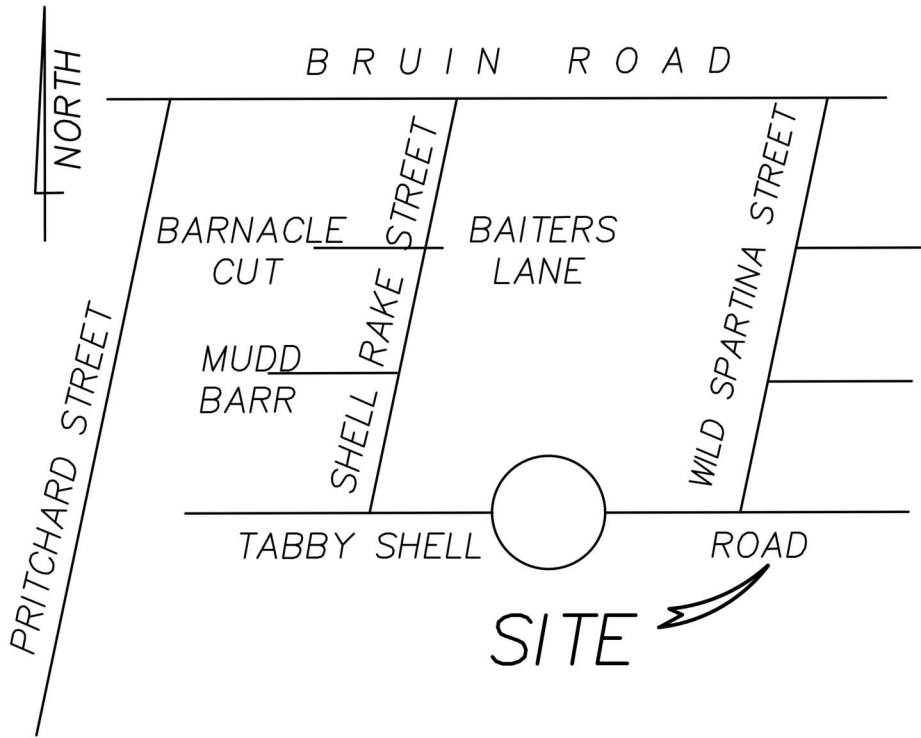 NORTH
BRUIN ROAD
PRITCHARD STREET
SHELL RAKE STREET
WILD SPARTINA STREET
BARNACLE
CUT
BAITERS
LANE
MUDD
BARR
TABBY SHELL ROAD
SITE